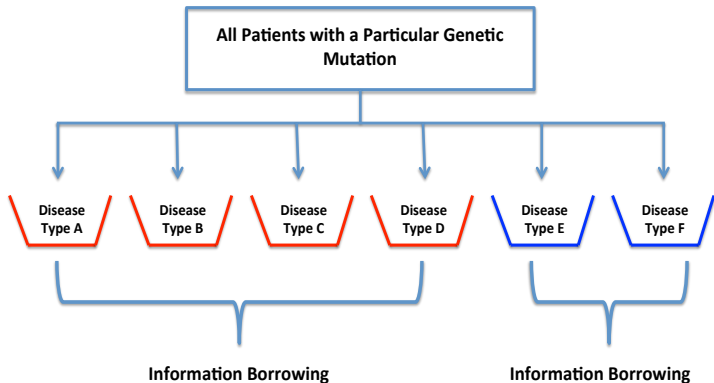 All Patients with a Particular Genetic
Mutation
Disease
Type A
Disease
Type B
Disease
Type C
Disease
Type D
Disease
Type E
Disease
Type F
Information Borrowing
Information Borrowing